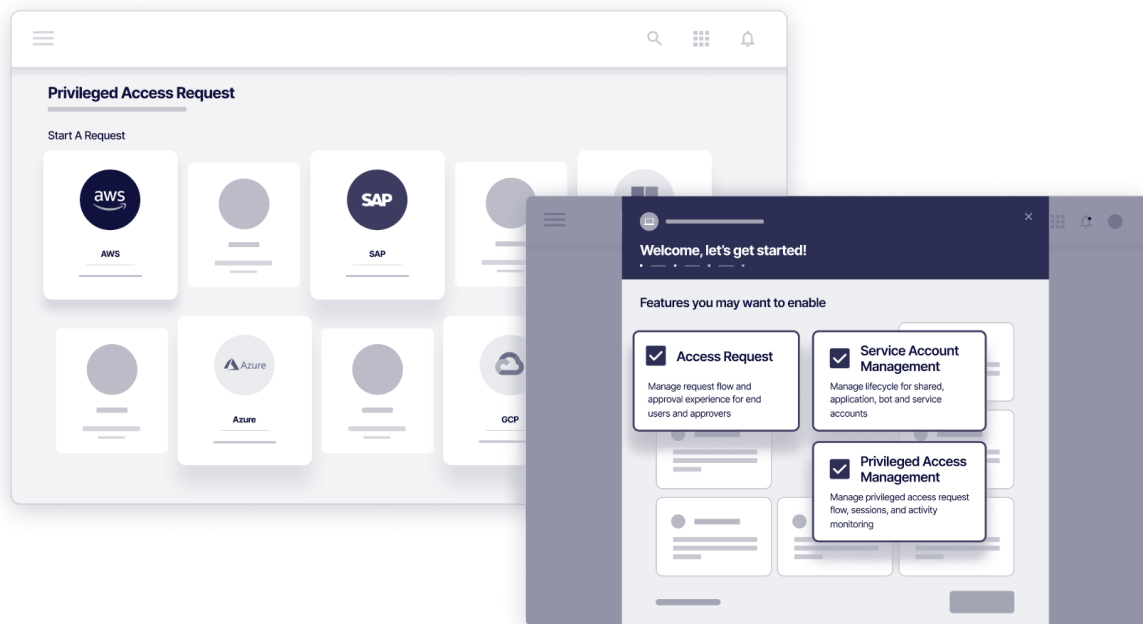 Privileged Access Request
Start A Request
aws
SAP
AWS
SAP
Azure
Azure
GCP
Welcome, let's get started!
Features you may want to enable
Access Request
Manage request flow and
approval experience for end
users and approvers
Service Account
Management
Manage lifecycle for shared,
application, bot and service
accounts
Privileged Access
Management
Manage privileged access request
flow, sessions, and activity
monitoring